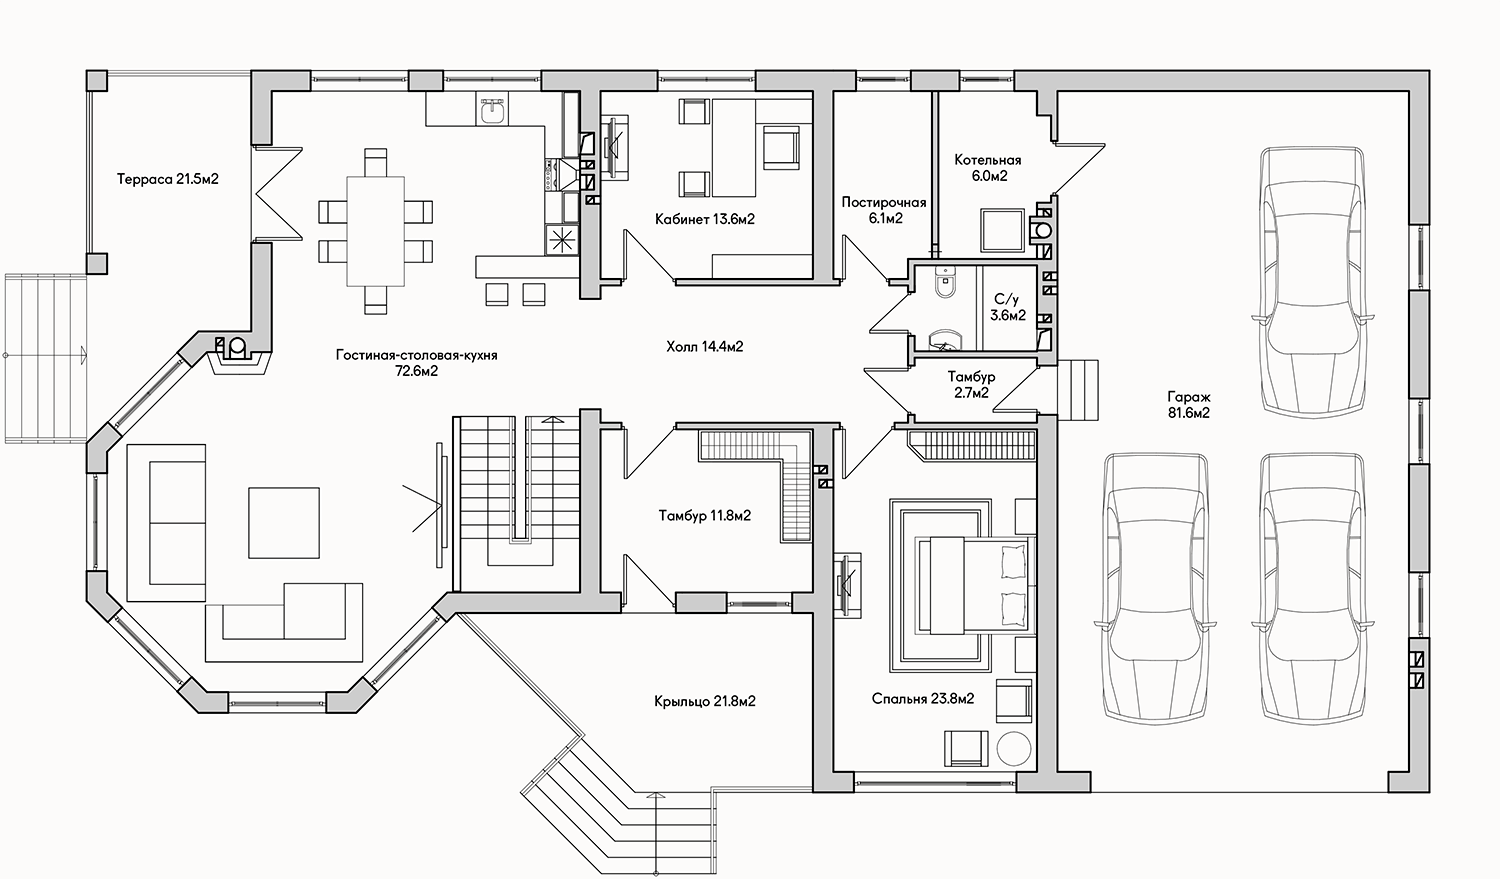 Терраса 21.5м2
Котельная
6.0м2
Постирочная
6.1м2
Кабинет 13.6м2
С/у
3.6м2
Гостиная-столовая-кухня
72.6м2
Холл 14.4м2
Тамбур
2.7м2
Гараж
81.6м2
Тамбур 11.8м2
Крыльцо 21.8м2
Спальня 23.8м2